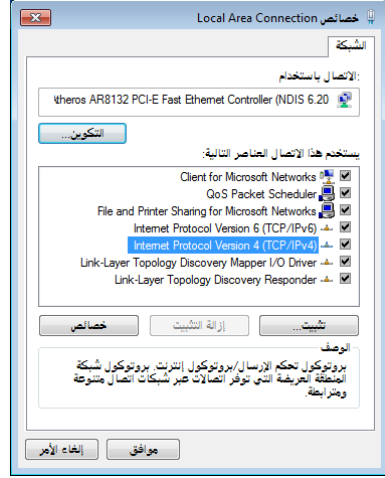 خصائص Local Area Connection
الشبكة
الاتصال باستخدام:
theros AR8132 PCI-E Fast Ethernet Controller (NDIS 6.20
التكوين...
يستخدم هذا الاتصال العناصر التالية:
Client for Microsoft Networks
QoS Packet Scheduler
File and Printer Sharing for Microsoft Networks
Internet Protocol Version 6 (TCP/IPv6)
Internet Protocol Version 4 (TCP/IPv4)
Link-Layer Topology Discovery Mapper I/O Driver
Link-Layer Topology Discovery Responder
تثبيت... إزالة التثبيت خصائص
الوصف
بروتوكول تحكم الإرسال/بروتوكول إنترنت. بروتوكول شبكة
المنطقة العريضة التي توفر اتصالات عبر شبكات اتصال متنوعة
ومترابطة.
موافق إلغاء الأمر